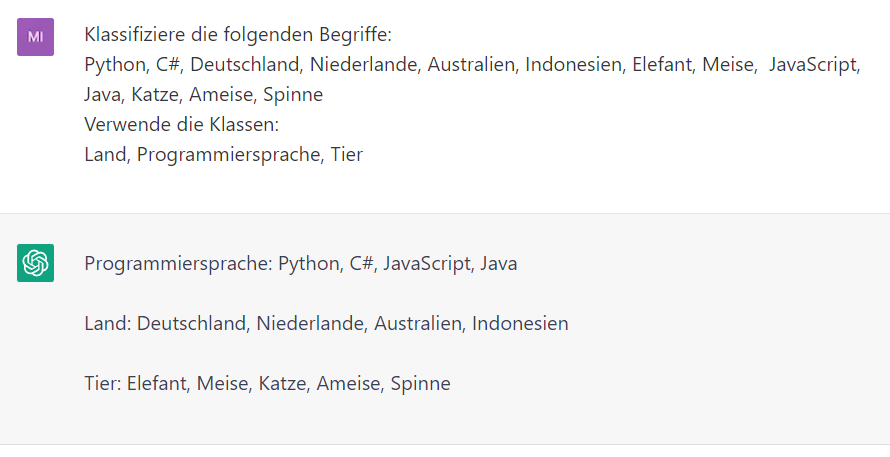 MI
Klassifiziere die folgenden Begriffe:
Python, C#, Deutschland, Niederlande, Australien, Indonesien, Elefant, Meise,  JavaScript,
Java, Katze, Ameise, Spinne
Verwende die Klassen:
Land, Programmiersprache, Tier
Programmiersprache: Python, C#, JavaScript, Java
Land: Deutschland, Niederlande, Australien, Indonesien
Tier: Elefant, Meise, Katze, Ameise, Spinne